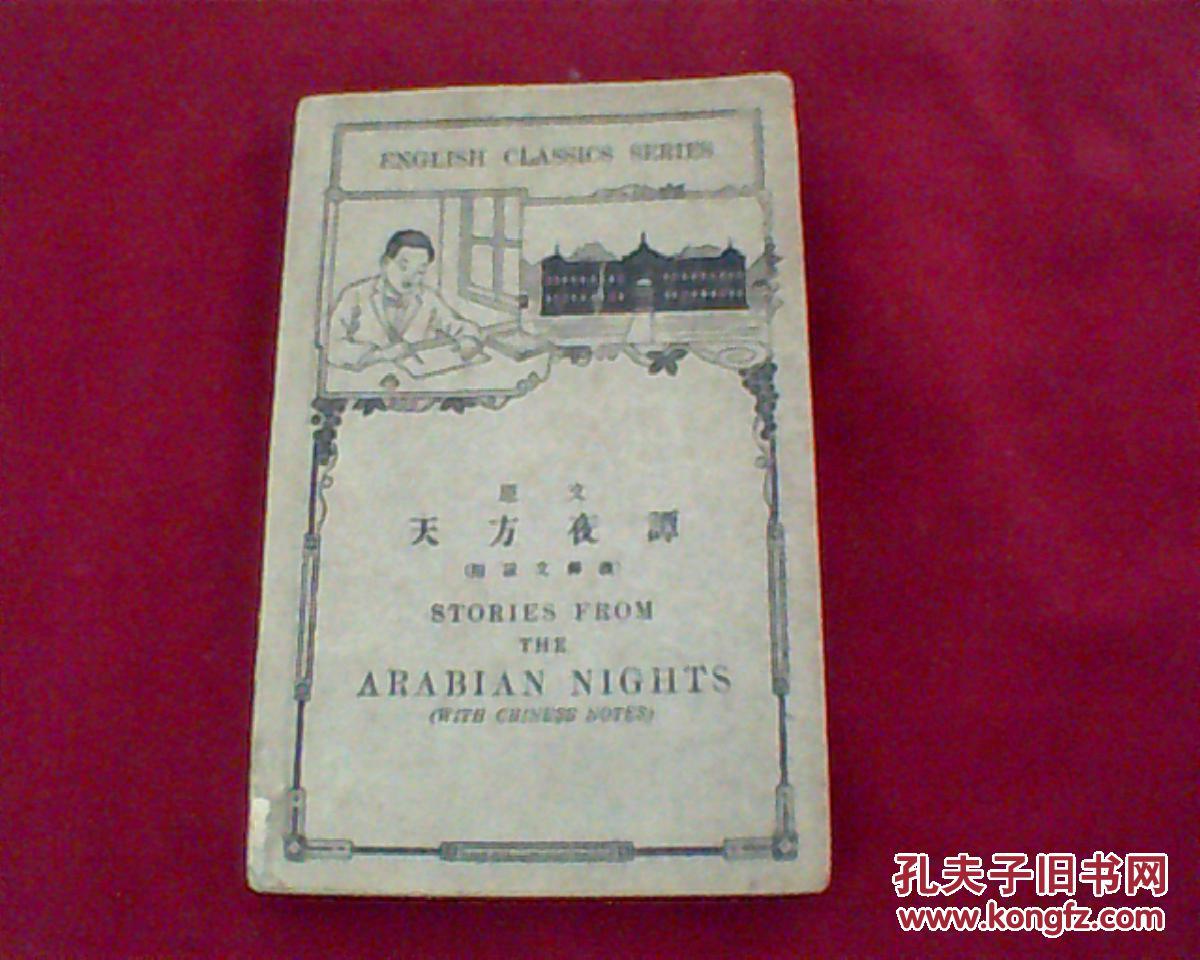 ENGLISH CLASSICS SERIES
原文
天方夜譚
STORIES FROM
THE
ARABIAN NIGHTS
(WITH CHINESE NOTES)
孔夫子旧书网
www.kongfz.com